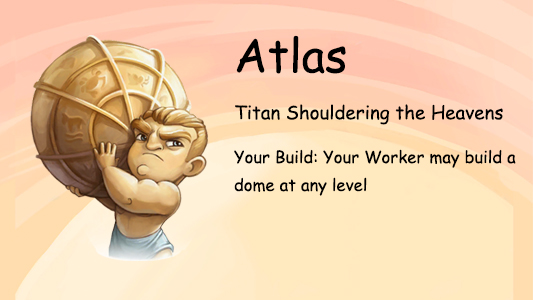 Atlas
Titan Shouldering the Heavens
Your Build: Your Worker may build a
dome at any level